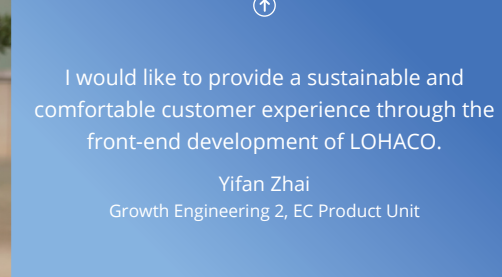 I would like to provide a sustainable and
comfortable customer experience through the
front-end development of LOHACO.
Yifan Zhai
Growth Engineering 2, EC Product Unit